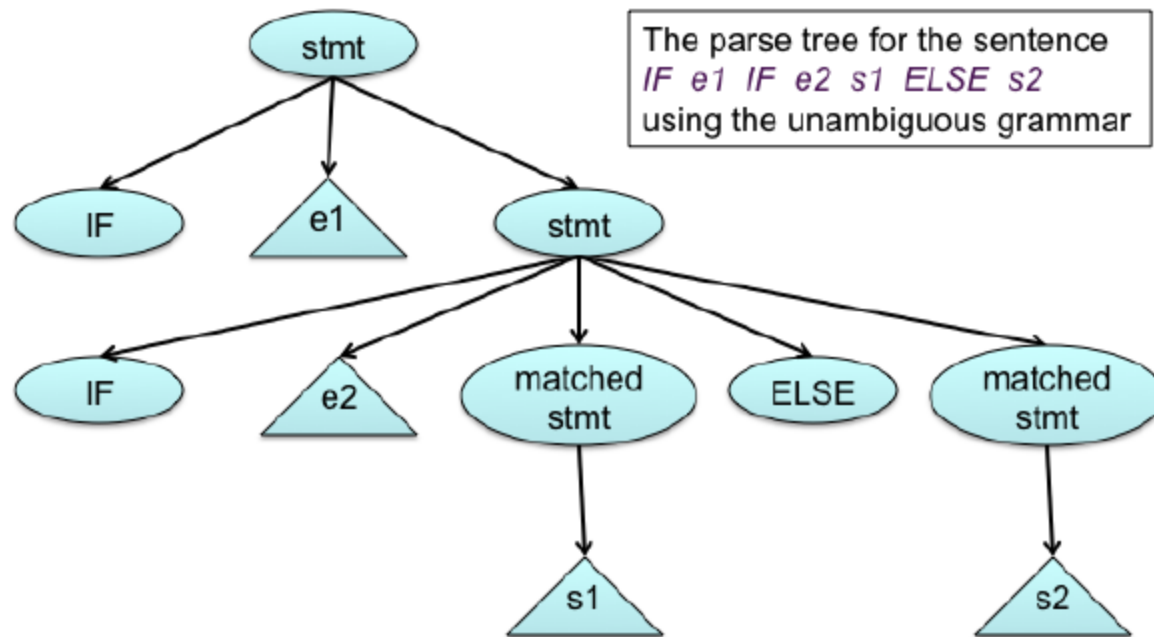 stmt
The parse tree for the sentence
IF e1 IF e2 s1 ELSE s2
using the unambiguous grammar
IF
e1
stmt
IF
e2
matched
stmt
ELSE
matched
stmt
s1
s2